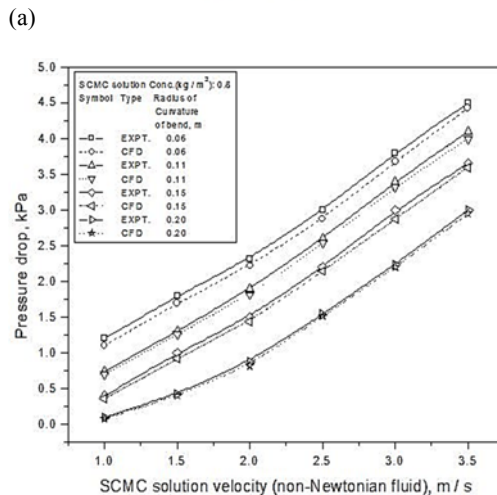 (a)
SCMC solution Conc.(kg / m³): 0.6
Symbol Type Radius of
Curvature
of bend, m
EXPT. 0.06
CFD 0.06
EXPT. 0.11
CFD 0.11
EXPT. 0.15
CFD 0.15
EXPT. 0.20
CFD 0.20
Pressure drop, kPa
5.0
4.5
4.0
3.5
3.0
2.5
2.0
1.5
1.0
0.5
0.0
1.0 1.5 2.0 2.5 3.0 3.5
SCMC solution velocity (non-Newtonian fluid), m / s